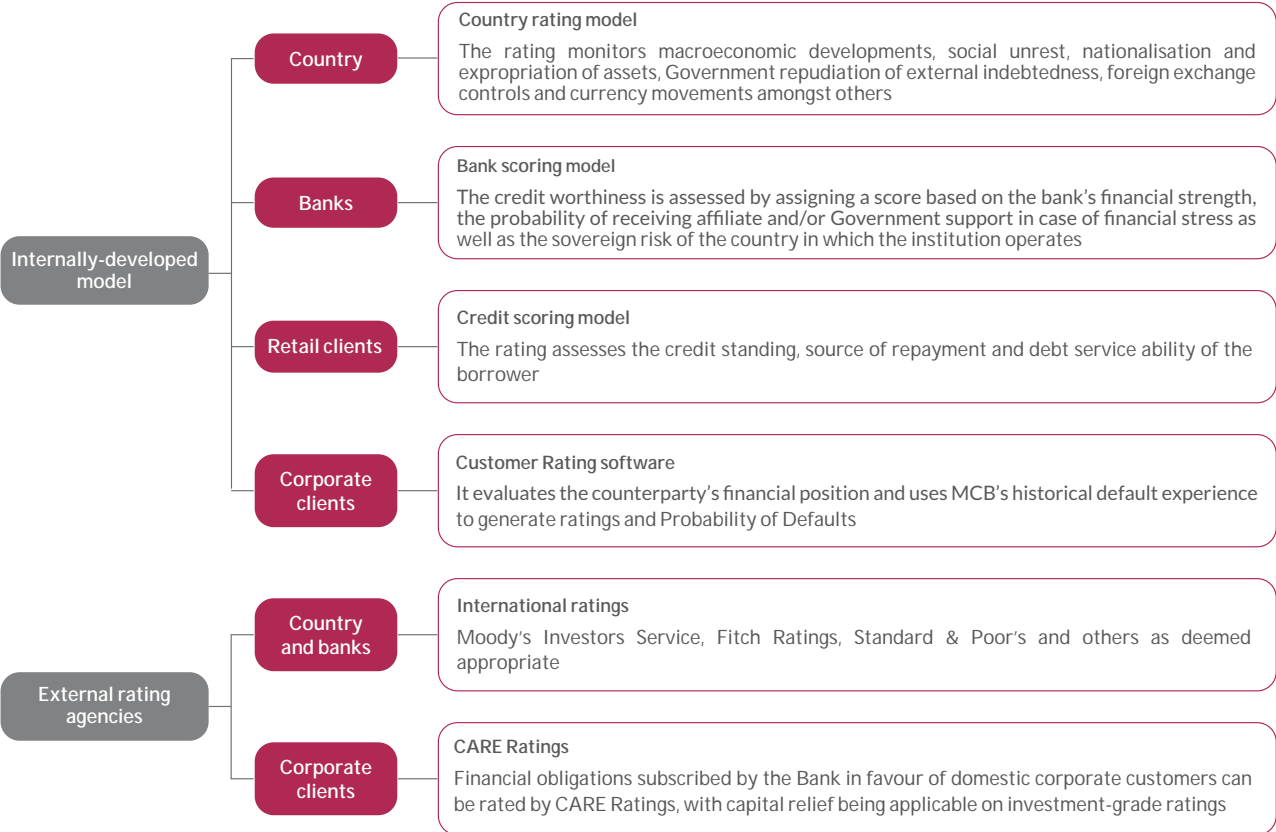 Country rating model
Country
The rating monitors macroeconomic developments, social unrest, nationalisation and
expropriation of assets, Government repudiation of external indebtedness, foreign exchange
controls and currency movements amongst others
Bank scoring model
Banks
The credit worthiness is assessed by assigning a score based on the bank's financial strength,
the probability of receiving affiliate and/or Government support in case of financial stress as
well as the sovereign risk of the country in which the institution operates
Internally-developed
model
Credit scoring model
Retail clients
The rating assesses the credit standing, source of repayment and debt service ability of the
borrower
Customer Rating software
Corporate
clients
It evaluates the counterparty's financial position and uses MCB's historical default experience
to generate ratings and Probability of Defaults
International ratings
Country
and banks
Moody's Investors Service, Fitch Ratings, Standard & Poor's and others as deemed
appropriate
External rating
agencies
CARE Ratings
Corporate
clients
Financial obligations subscribed by the Bank in favour of domestic corporate customers can
be rated by CARE Ratings, with capital relief being applicable on investment-grade ratings